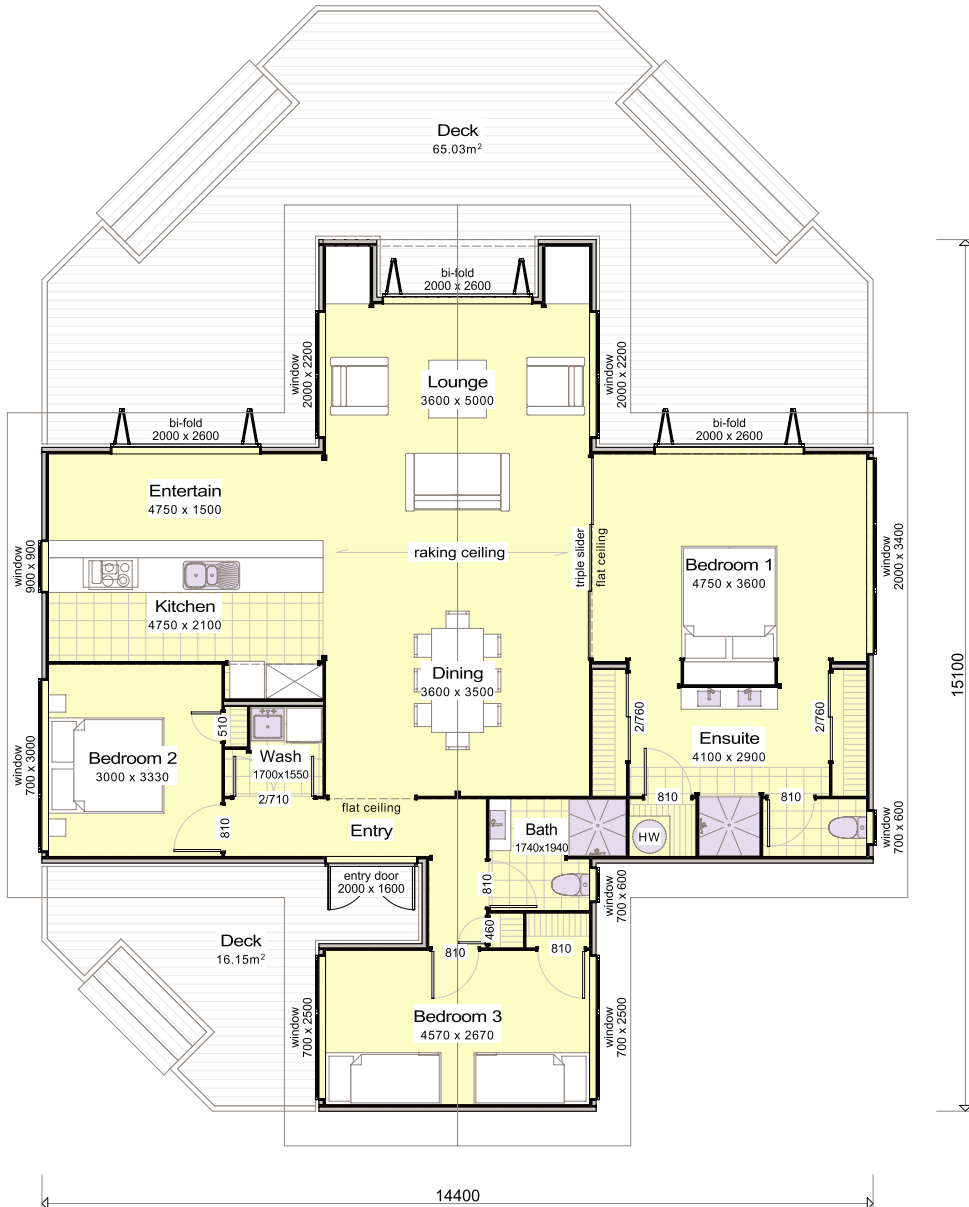 Deck
65.03m²
bi-fold
2000 x 2600
window
2000 x 2200
Lounge
3600 x 5000
window
2000 x 2200
bi-fold
2000 x 2600
bi-fold
2000 x 2600
Entertain
4750 x 1500
window
900 x 900
raking ceiling
triple slider
flat ceiling
Bedroom 1
4750 x 3600
window
2000 x 3400
Kitchen
4750 x 2100
Dining
3600 x 3500
15100
510
2/760
2/760
Ensuite
4100 x 2900
window
700 x 3000
Bedroom 2
3000 x 3330
Wash
1700x1550
2/710
810
flat ceiling
Entry
Bath
1740x1940
810
810
HW
window
700 x 600
entry door
2000 x 1600
810
window
700 x 600
Deck
16.15m²
460
810
810
window
700 x 2500
Bedroom 3
4570 x 2670
window
700 x 2500
14400